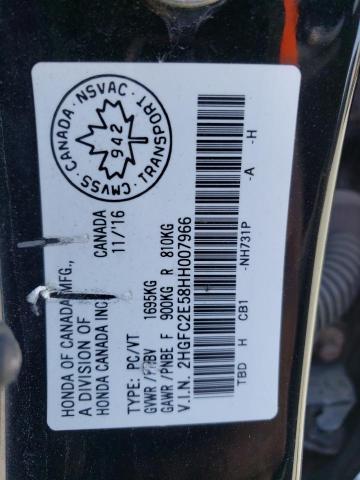 HONDA OF CANADA MFG.,
A DIVISION OF
HONDA CANADA INC.
CANADA
11/16
CMVSS · CANADA · NSVAC · TRANSPORT
942
TYPE: PC/VT
GVWR /PNBV 1695KG
GAWR /PNBE F 900KG R 810KG
V.I.N. 2HGFC2E58HH007966
TBD H CB1 -NH731P -A -H